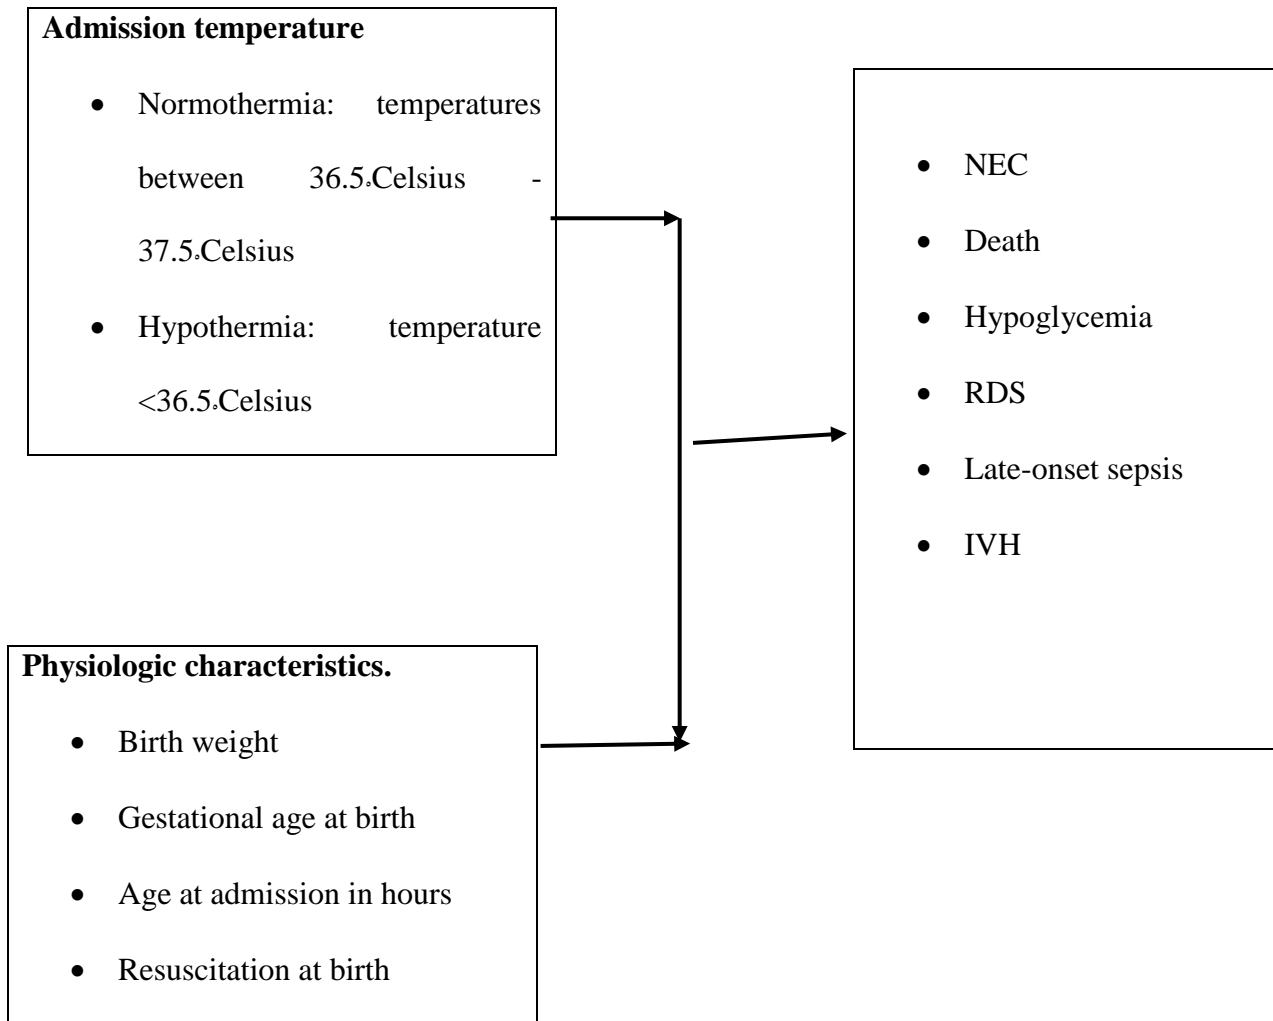 Admission temperature
• Normothermia: temperatures
between 36.5◦Celsius -
37.5◦Celsius
• Hypothermia: temperature
<36.5◦Celsius
• NEC
• Death
• Hypoglycemia
• RDS
• Late-onset sepsis
• IVH
Physiologic characteristics.
• Birth weight
• Gestational age at birth
• Age at admission in hours
• Resuscitation at birth